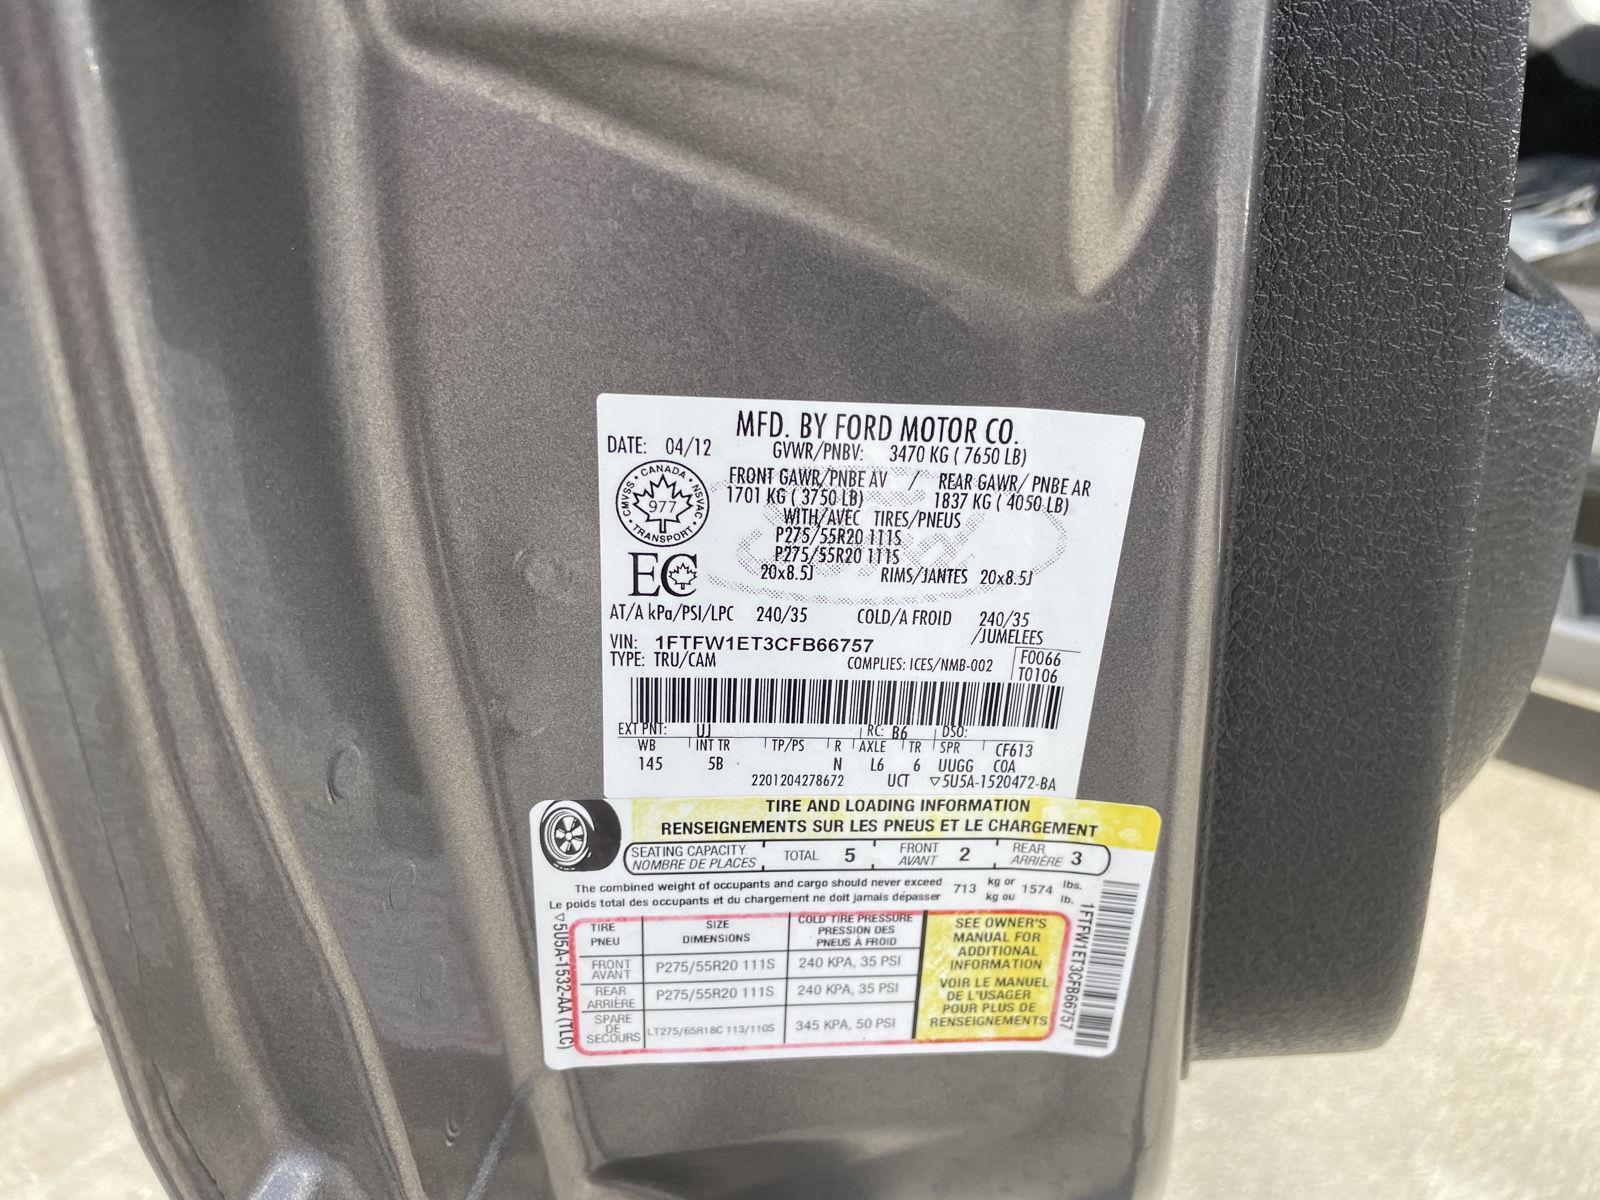 MFD. BY FORD MOTOR CO.
DATE: 04/12
GVWR/PNBV: 3470 KG ( 7650 LB)
FRONT GAWR/PNBE AV / REAR GAWR/ PNBE AR
1701 KG ( 3750 LB) 1837 KG ( 4050 LB)
WITH/AVEC TIRES/PNEUS
P275/55R20 111S
P275/55R20 111S
20x8.5J RIMS/JANTES 20x8.5J
CANADA
CMVSS 977 NSVAC
TRANSPORT
EC
AT/A kPa/PSI/LPC 240/35 COLD/A FROID 240/35
/JUMELEES
VIN: 1FTFW1ET3CFB66757
TYPE: TRU/CAM COMPLIES: ICES/NMB-002
F0066
T0106
EXT PNT: UJ RC: B6 DSO:
WB INT TR TP/PS R AXLE TR SPR CF613
145 5B N L6 6 UUGG COA
2201204278672 UCT ▽5U5A-1520472-BA
TIRE AND LOADING INFORMATION
RENSEIGNEMENTS SUR LES PNEUS ET LE CHARGEMENT
SEATING CAPACITY TOTAL 5 FRONT 2 REAR 3
NOMBRE DE PLACES AVANT ARRIÈRE
The combined weight of occupants and cargo should never exceed 713 kg or 1574 lbs.
Le poids total des occupants et du chargement ne doit jamais dépasser kg ou lb.
TIRE SIZE COLD TIRE PRESSURE
PNEU DIMENSIONS PRESSION DES
PNEUS À FROID
FRONT P275/55R20 111S 240 KPA, 35 PSI
AVANT
REAR P275/55R20 111S 240 KPA, 35 PSI
ARRIÈRE
SPARE LT275/65R18C 113/110S 345 KPA, 50 PSI
DE
SECOURS
SEE OWNER'S
MANUAL FOR
ADDITIONAL
INFORMATION
VOIR LE MANUEL
DE L'USAGER
POUR PLUS DE
RENSEIGNEMENTS
▽5U5A-1532-AA (TLC)
1FTFW1ET3CFB66757